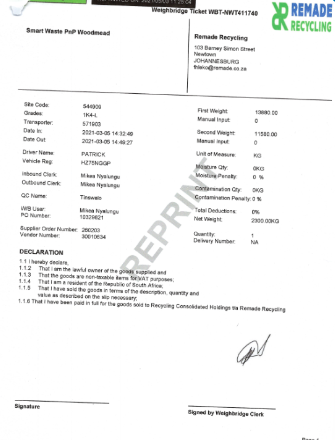 Weighbridge Ticket WBT-NWT411740
REMADE
RECYCLING
Smart Waste PnP Woodmead
Remade Recycling
103 Barney Simon Street
Newtown
JOHANNESBURG
thleko@remade.co.za
Site Code: 544909
Grades: 1K4-L
Transporter: 571903
Date In: 2021-03-05 14:32:49
Date Out: 2021-03-05 14:49:27
Driver Name: PATRICK
Vehicle Reg: HZ76NGGP
Inbound Clerk: Mikea Nyalungu
Outbound Clerk: Mikea Nyalungu
QC Name: Tinswalo
WB User: Mikea Nyalungu
PO Number: 10329821
Supplier Order Number: 260203
Vendor Number: 30010634
First Weight: 13880.00
Manual Input: 0
Second Weight: 11580.00
Manual Input: 0
Unit of Measure: KG
Moisture Qty: 0KG
Moisture Penalty: 0 %
Contamination Qty: 0KG
Contamination Penalty: 0 %
Total Deductions: 0%
Net Weight: 2300.00KG
Quantity: 1
Delivery Number: NA
REPRINT
DECLARATION
1.1 I hereby declare,
1.1.2 That I am the lawful owner of the goods supplied and
1.1.3 That the goods are non-taxable items for VAT purposes;
1.1.4 That I am a resident of the Republic of South Africa,
1.1.5 That I have sold the goods in terms of the description, quantity and
value as described on the slip necessary;
1.1.6 That I have been paid in full for the goods sold to Recycling Consolidated Holdings via Remade Recycling
Signature
Signed by Weighbridge Clerk